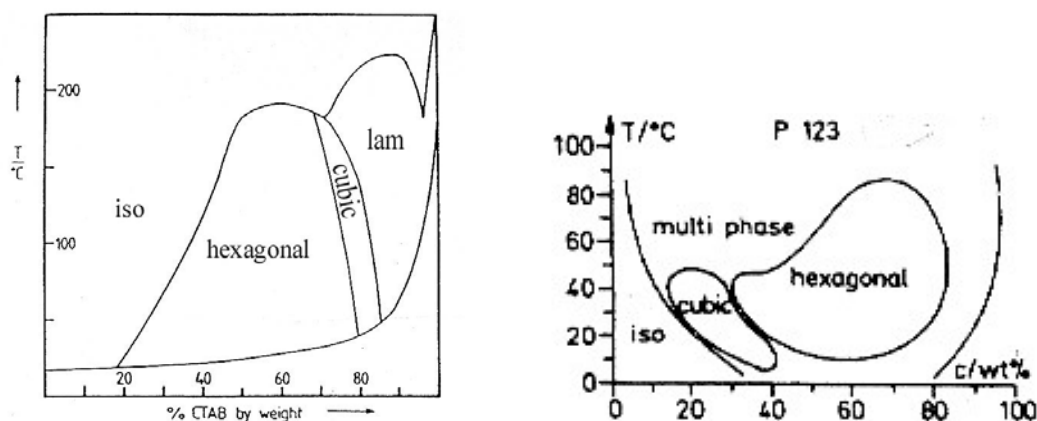 200
T
°C
lam
cubic
iso
hexagonal
100
20 40 60 80
% CTAB by weight
T/°C P 123
100
80
multi phase
60
hexagonal
40
cubic
20
iso
c/wt%
0
0 20 40 60 80 100